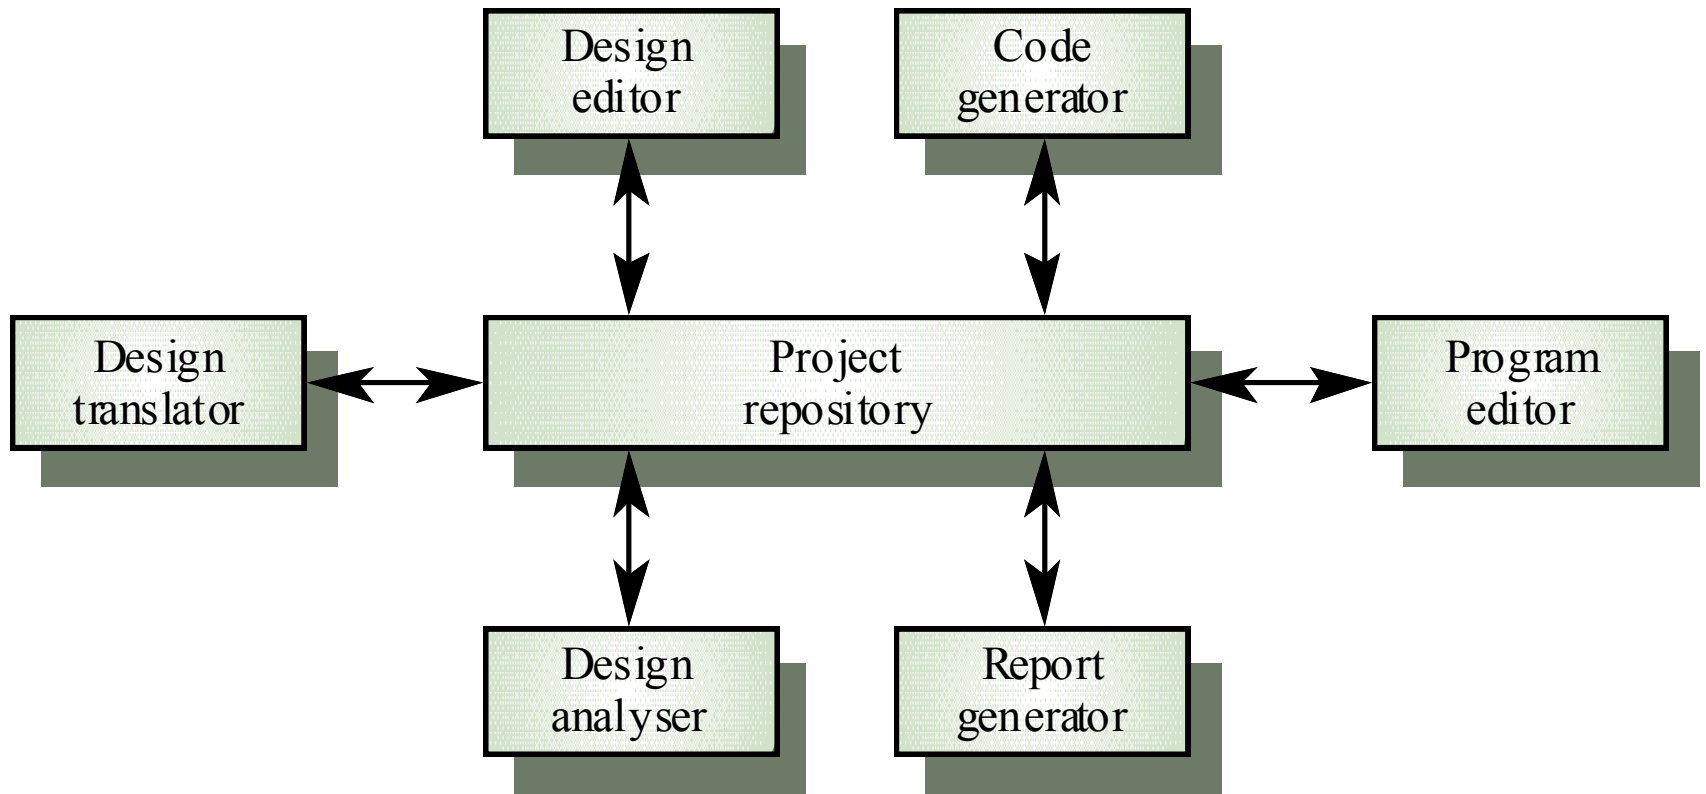 Design
editor
Code
generator
Design
translator
Project
repository
Program
editor
Design
analyser
Report
generator